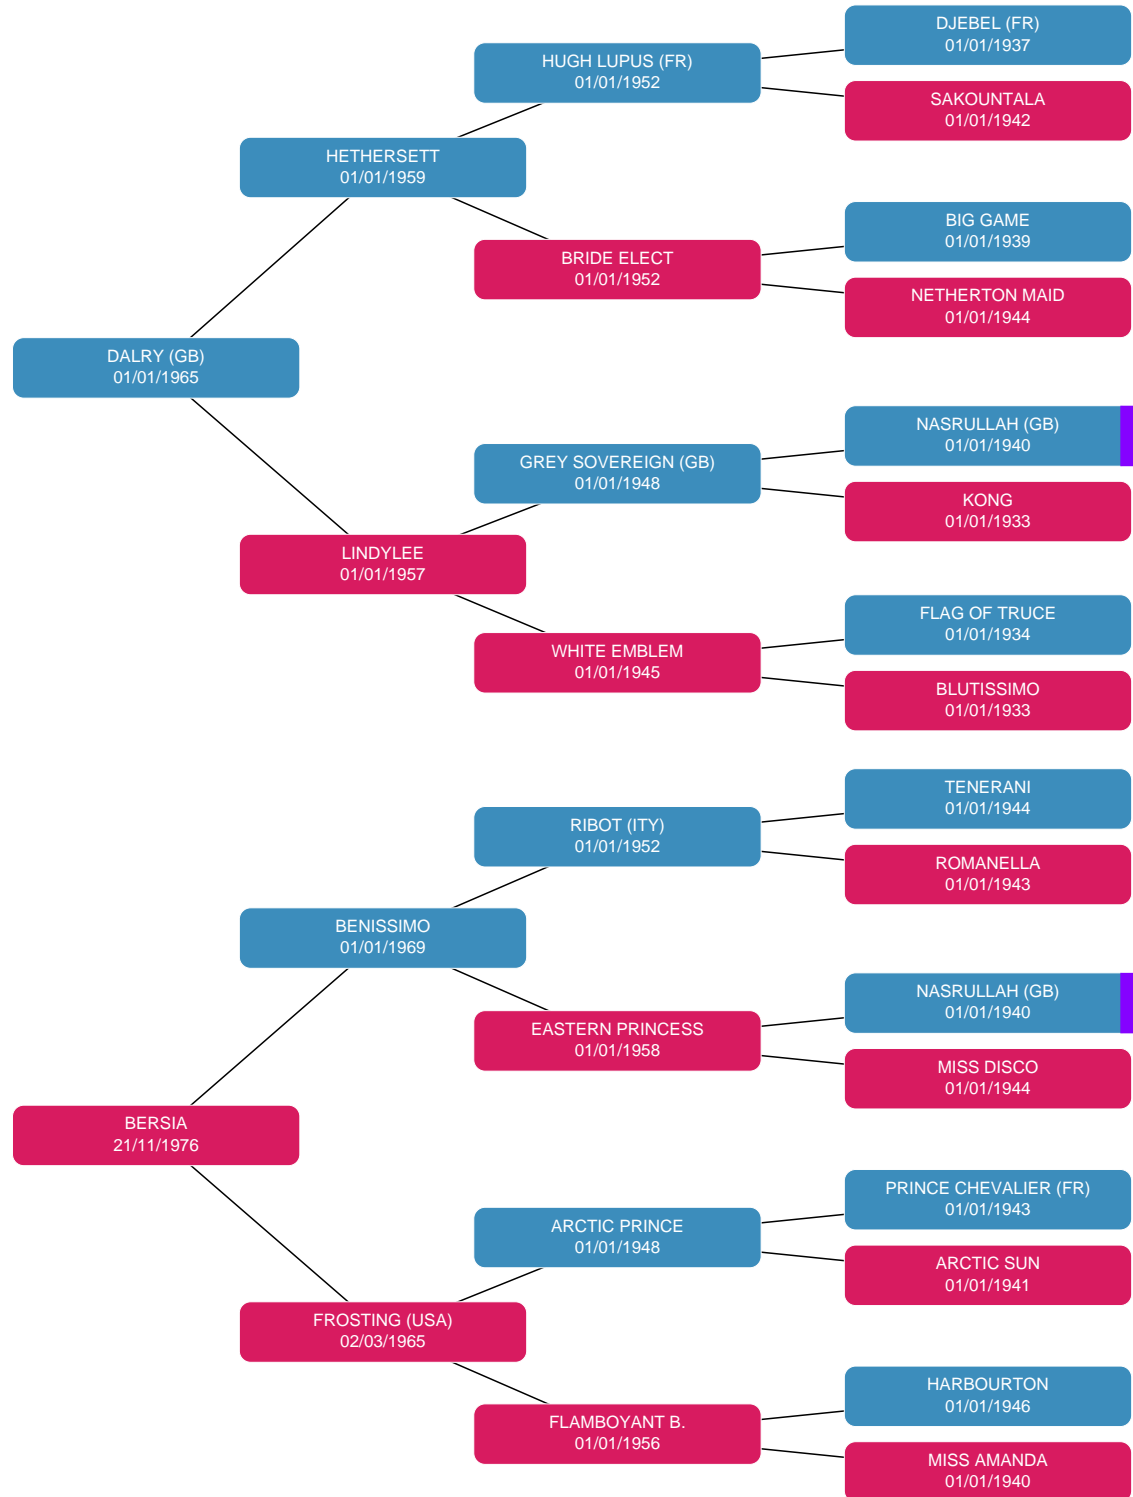 DJEBEL (FR)
01/01/1937
HUGH LUPUS (FR)
01/01/1952
SAKOUNTALA
01/01/1942
HETHERSETT
01/01/1959
BIG GAME
01/01/1939
BRIDE ELECT
01/01/1952
NETHERTON MAID
01/01/1944
DALRY (GB)
01/01/1965
NASRULLAH (GB)
01/01/1940
GREY SOVEREIGN (GB)
01/01/1948
KONG
01/01/1933
LINDYLEE
01/01/1957
FLAG OF TRUCE
01/01/1934
WHITE EMBLEM
01/01/1945
BLUTISSIMO
01/01/1933
TENERANI
01/01/1944
RIBOT (ITY)
01/01/1952
ROMANELLA
01/01/1943
BENISSIMO
01/01/1969
NASRULLAH (GB)
01/01/1940
EASTERN PRINCESS
01/01/1958
MISS DISCO
01/01/1944
BERSIA
21/11/1976
PRINCE CHEVALIER (FR)
01/01/1943
ARCTIC PRINCE
01/01/1948
ARCTIC SUN
01/01/1941
FROSTING (USA)
02/03/1965
HARBOURTON
01/01/1946
FLAMBOYANT B.
01/01/1956
MISS AMANDA
01/01/1940